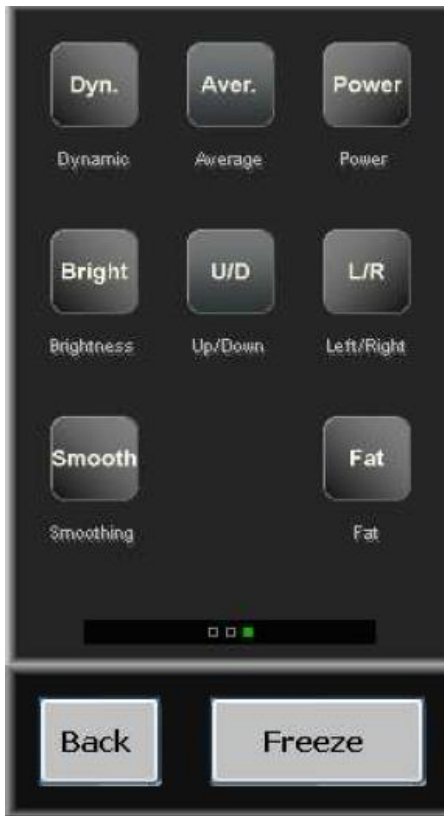 Dyn. Aver. Power
Dynamic Average Power
Bright U/D L/R
Brightness Up/Down Left/Right
Smooth Fat
Smoothing Fat
Back Freeze